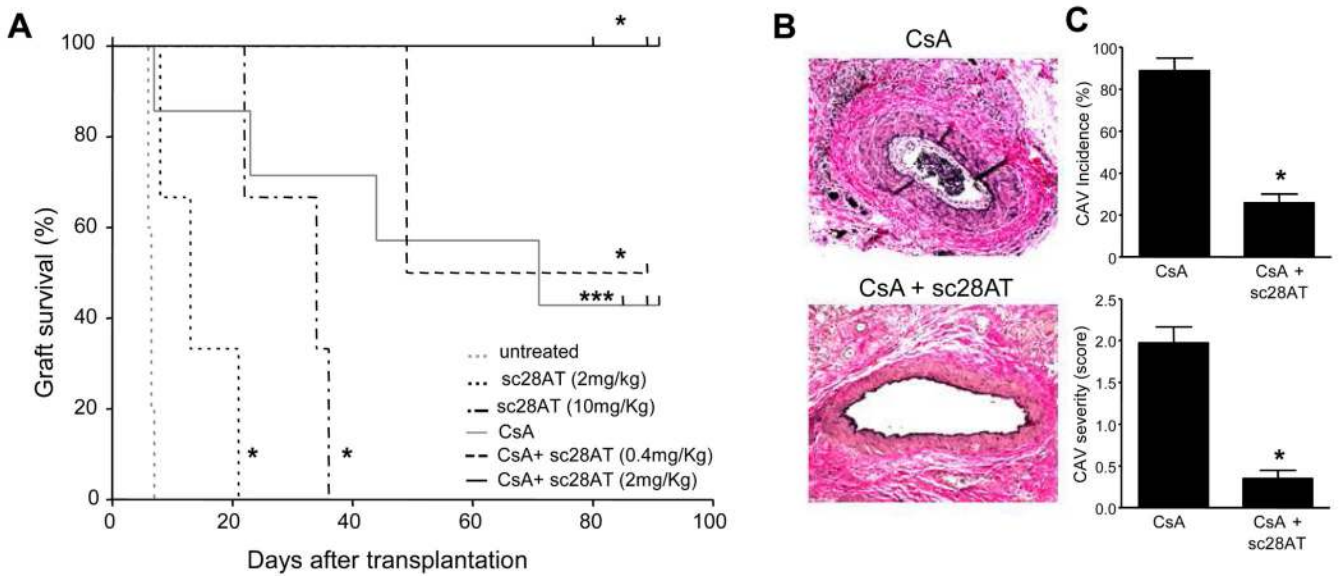 A
Graft survival (%)
100
80
60
40
20
0
*
*
***
*
*
untreated
sc28AT (2mg/kg)
sc28AT (10mg/Kg)
CsA
CsA+ sc28AT (0.4mg/Kg)
CsA+ sc28AT (2mg/Kg)
0 20 40 60 80 100
Days after transplantation
B
CsA
CsA + sc28AT
C
CAV Incidence (%)
100
80
60
40
20
0
*
CsA CsA +
sc28AT
CAV severity (score)
2.5
2.0
1.5
1.0
0.5
0.0
*
CsA CsA +
sc28AT